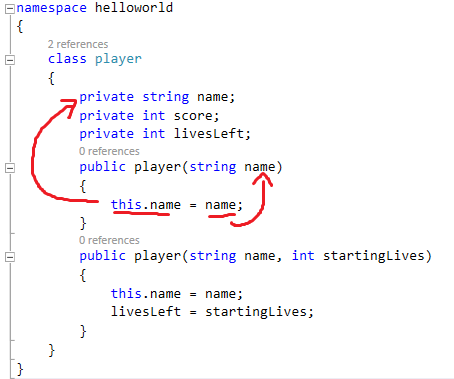 namespace helloworld
{
2 references
class player
{
private string name;
private int score;
private int livesLeft;
0 references
public player(string name)
{
this.name = name;
}
0 references
public player(string name, int startingLives)
{
this.name = name;
livesLeft = startingLives;
}
}
}